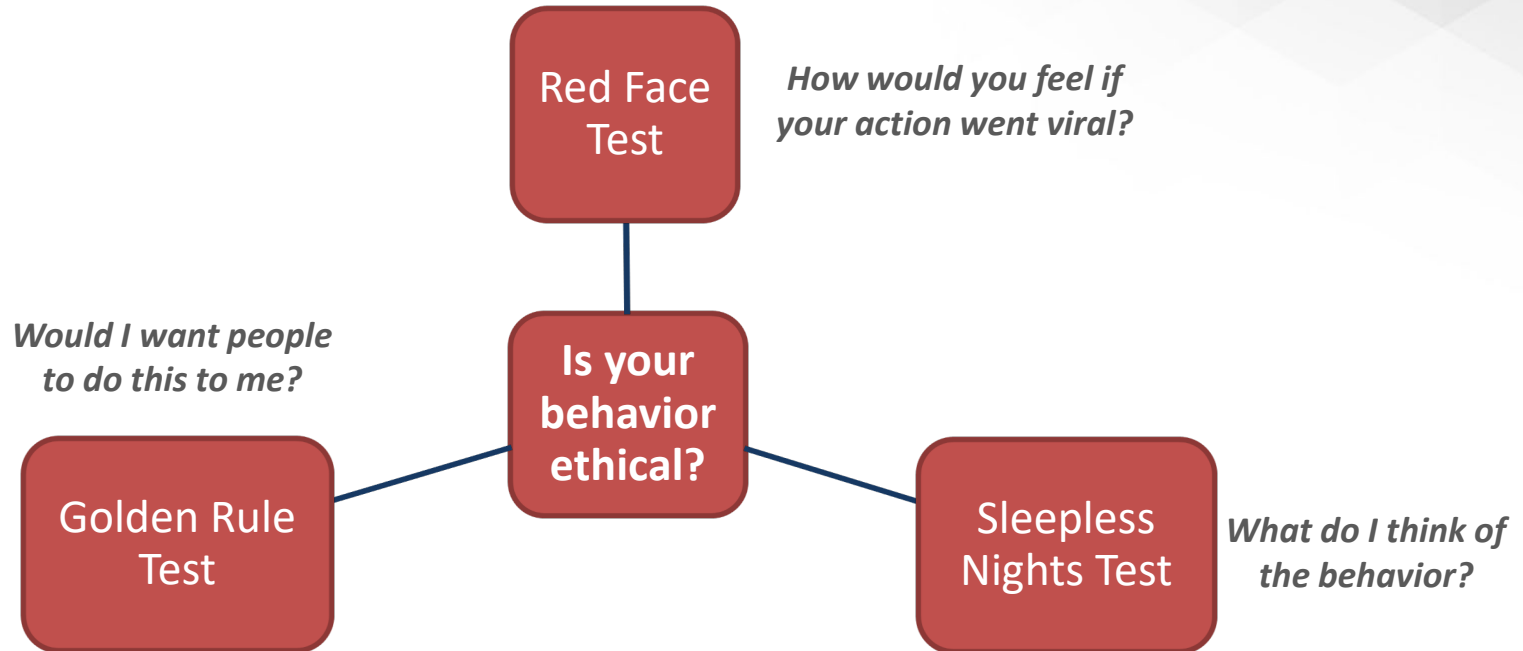 Red Face
Test
How would you feel if
your action went viral?
Would I want people
to do this to me?
Is your
behavior
ethical?
Golden Rule
Test
Sleepless
Nights Test
What do I think of
the behavior?